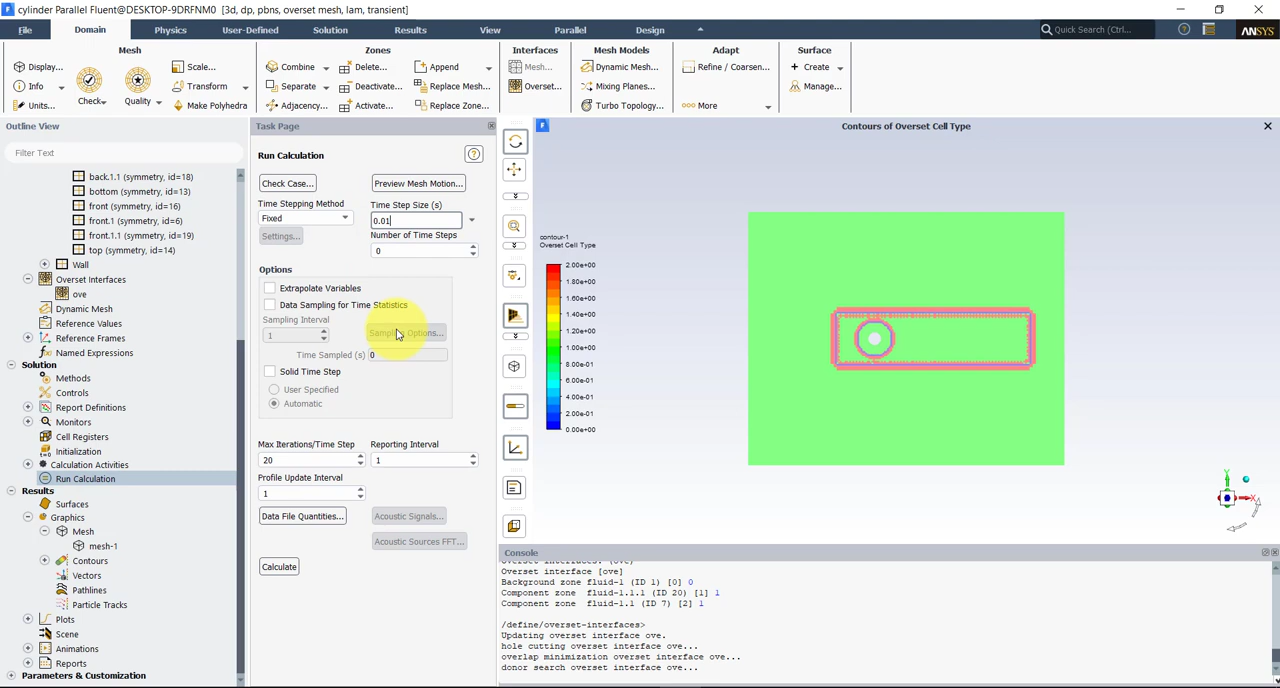 cylinder Parallel Fluent@DESKTOP-9DRFNM0 [3d, dp, pbns, overset mesh, lam, transient]
File Domain Physics User-Defined Solution Results View Parallel Design Quick Search (Ctrl... ANSYS
Mesh Zones Interfaces Mesh Models Adapt Surface
Display... Scale... Combine Delete... Append Mesh... Dynamic Mesh... Refine / Coarsen... Create
Info Transform Separate Deactivate... Replace Mesh... Overset... Mixing Planes... Manage...
Units... Check Quality Make Polyhedra Adjacency... Activate... Replace Zone... Turbo Topology... More
Outline View
Filter Text
back.1.1 (symmetry, id=18)
bottom (symmetry, id=13)
front (symmetry, id=16)
front.1 (symmetry, id=6)
front.1.1 (symmetry, id=19)
top (symmetry, id=14)
Wall
Overset Interfaces
ove
Dynamic Mesh
Reference Values
Reference Frames
Named Expressions
Solution
Methods
Controls
Report Definitions
Monitors
Cell Registers
Initialization
Calculation Activities
Run Calculation
Results
Surfaces
Graphics
Mesh
mesh-1
Contours
Vectors
Pathlines
Particle Tracks
Plots
Scene
Animations
Reports
Parameters & Customization
Task Page
Run Calculation
Check Case... Preview Mesh Motion...
Time Stepping Method Time Step Size (s)
Fixed 0.01
Settings... Number of Time Steps
0
Options
Extrapolate Variables
Data Sampling for Time Statistics
Sampling Interval
1 Sampling Options...
Time Sampled (s) 0
Solid Time Step
User Specified
Automatic
Max Iterations/Time Step Reporting Interval
20 1
Profile Update Interval
1
Data File Quantities... Acoustic Signals...
Acoustic Sources FFT...
Calculate
Contours of Overset Cell Type
contour-1
Overset Cell Type
2.00e+00
1.80e+00
1.60e+00
1.40e+00
1.20e+00
1.00e+00
8.00e-01
6.00e-01
4.00e-01
2.00e-01
0.00e+00
Y
X
Console
Overset interfaces: (ove)
Overset interface [ove]
Background zone fluid-1 (ID 1) [0] 0
Component zone fluid-1.1.1 (ID 20) [1] 1
Component zone fluid-1.1 (ID 7) [2] 1
/define/overset-interfaces>
Updating overset interface ove.
hole cutting overset interface ove...
overlap minimization overset interface ove...
donor search overset interface ove...